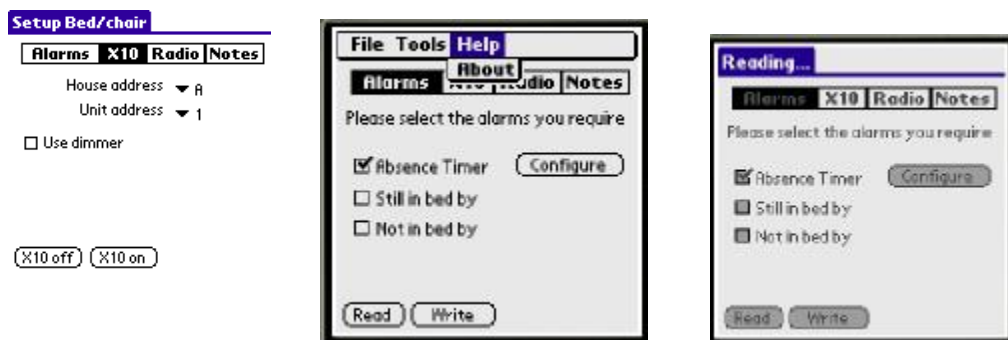 Setup Bed/chair
Alarms X10 Radio Notes
House address A
Unit address 1
Use dimmer
X10 off X10 on
File Tools Help
About
Alarms Radio Notes
Please select the alarms you require
Absence Timer Configure
Still in bed by
Not in bed by
Read Write
Reading...
Alarms X10 Radio Notes
Please select the alarms you require
Absence Timer Configure
Still in bed by
Not in bed by
Read Write